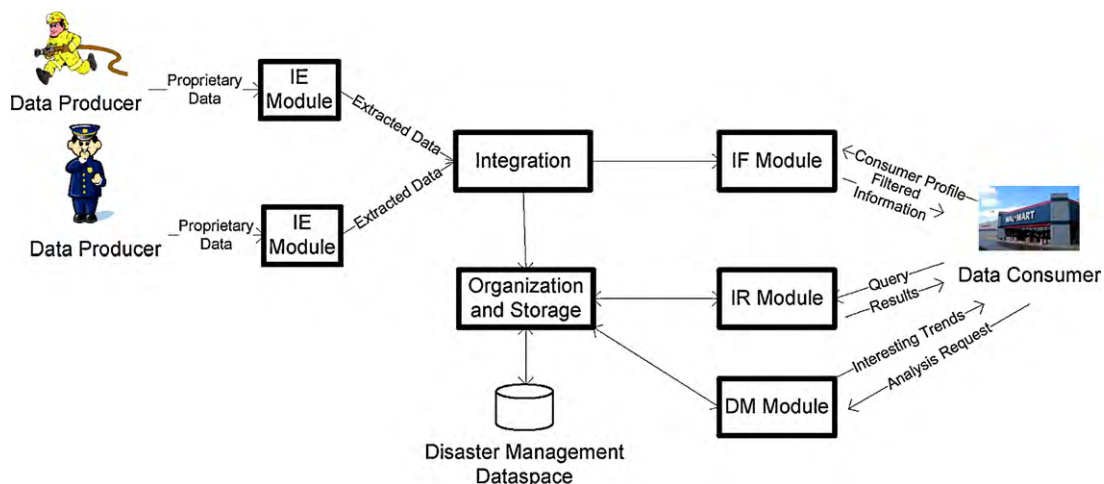 Data Producer
Proprietary
Data
IE
Module
Extracted Data
Data Producer
Proprietary
Data
IE
Module
Extracted Data
Integration
IF Module
Consumer Profile
Filtered
Information
WAL★MART
Data Consumer
Organization
and Storage
IR Module
Query
Results
Interesting Trends
Analysis Request
DM Module
Disaster Management
Dataspace